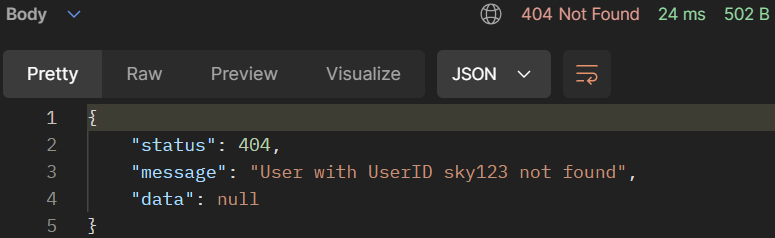 Body 404 Not Found 24 ms 502 B
Pretty Raw Preview Visualize JSON
1 {
2 "status": 404,
3 "message": "User with UserID sky123 not found",
4 "data": null
5 }